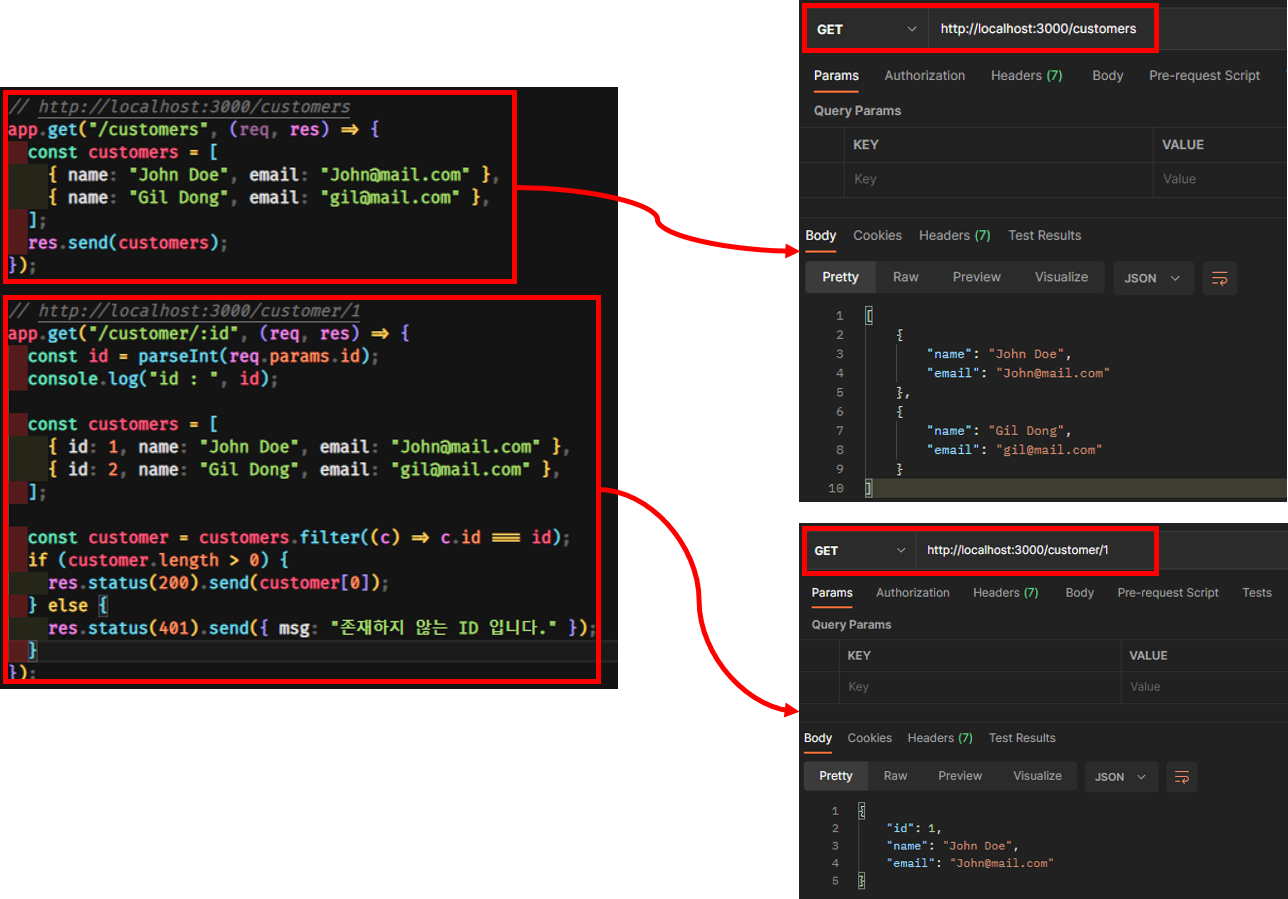 // http://localhost:3000/customers
app.get("/customers", (req, res) => {
const customers = [
{ name: "John Doe", email: "John@mail.com" },
{ name: "Gil Dong", email: "gil@mail.com" },
];
res.send(customers);
});
// http://localhost:3000/customer/1
app.get("/customer/:id", (req, res) => {
const id = parseInt(req.params.id);
console.log("id : ", id);
const customers = [
{ id: 1, name: "John Doe", email: "John@mail.com" },
{ id: 2, name: "Gil Dong", email: "gil@mail.com" },
];
const customer = customers.filter((c) => c.id === id);
if (customer.length > 0) {
res.status(200).send(customer[0]);
} else {
res.status(401).send({ msg: "존재하지 않는 ID 입니다." });
}
});
GET http://localhost:3000/customers
Params Authorization Headers (7) Body Pre-request Script
Query Params
KEY VALUE
Key Value
Body Cookies Headers (7) Test Results
Pretty Raw Preview Visualize JSON
1 [
2 {
3 "name": "John Doe",
4 "email": "John@mail.com"
5 },
6 {
7 "name": "Gil Dong",
8 "email": "gil@mail.com"
9 }
10 ]
GET http://localhost:3000/customer/1
Params Authorization Headers (7) Body Pre-request Script Tests
Query Params
KEY VALUE
Key Value
Body Cookies Headers (7) Test Results
Pretty Raw Preview Visualize JSON
1 {
2 "id": 1,
3 "name": "John Doe",
4 "email": "John@mail.com"
5 }